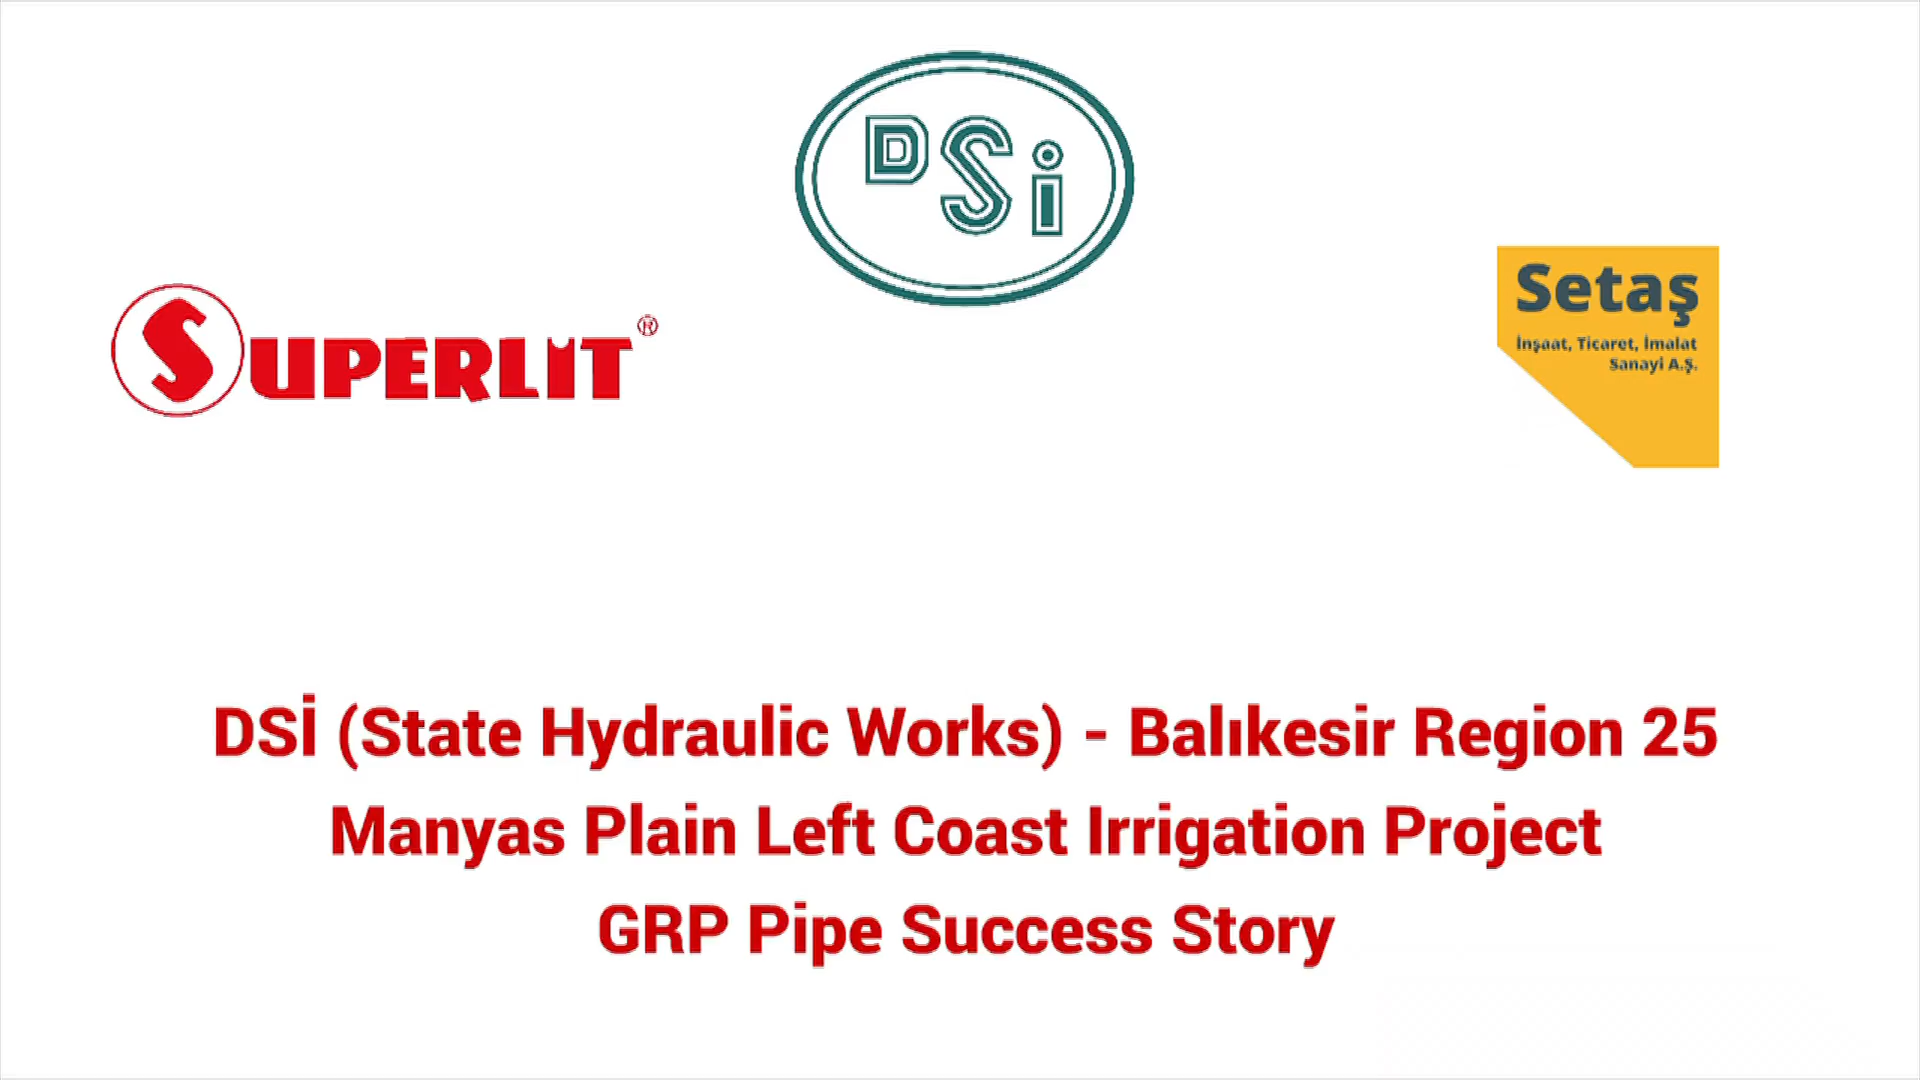 DSİ
SUPERLIT®
Setaş
İnşaat, Ticaret, İmalat
Sanayi A.Ş.
DSİ (State Hydraulic Works) - Balıkesir Region 25
Manyas Plain Left Coast Irrigation Project
GRP Pipe Success Story